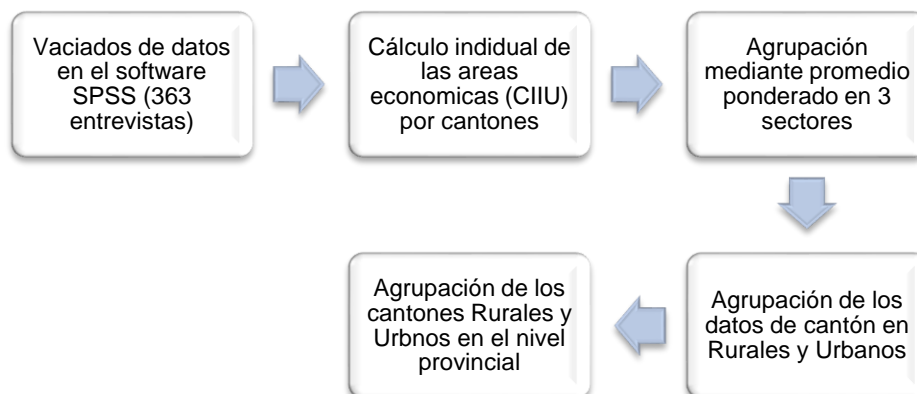 Vaciados de datos
en el software
SPSS (363
entrevistas)
Cálculo indidual de
las areas
economicas (CIIU)
por cantones
Agrupación
mediante promedio
ponderado en 3
sectores
Agrupación de los
datos de cantón en
Rurales y Urbanos
Agrupación de los
cantones Rurales y
Urbnos en el nivel
provincial